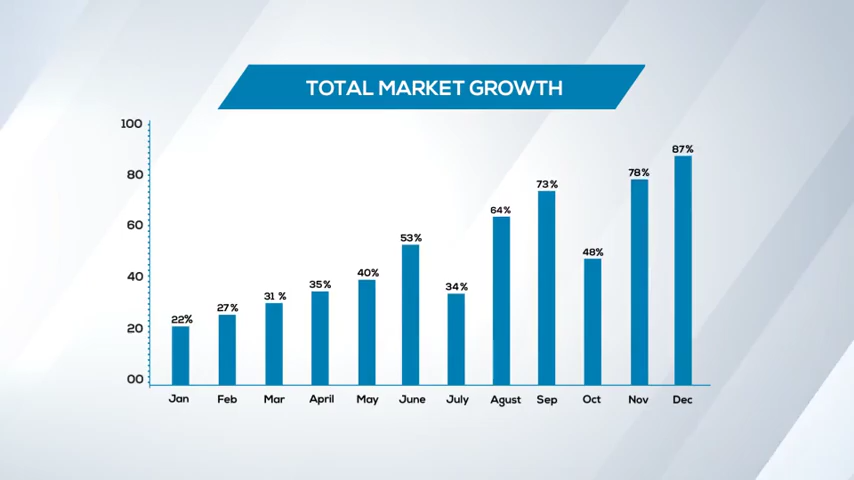 TOTAL MARKET GROWTH
100
80
60
40
20
00
22%
27%
31 %
35%
40%
53%
34%
64%
73%
48%
78%
87%
Jan
Feb
Mar
April
May
June
July
Agust
Sep
Oct
Nov
Dec